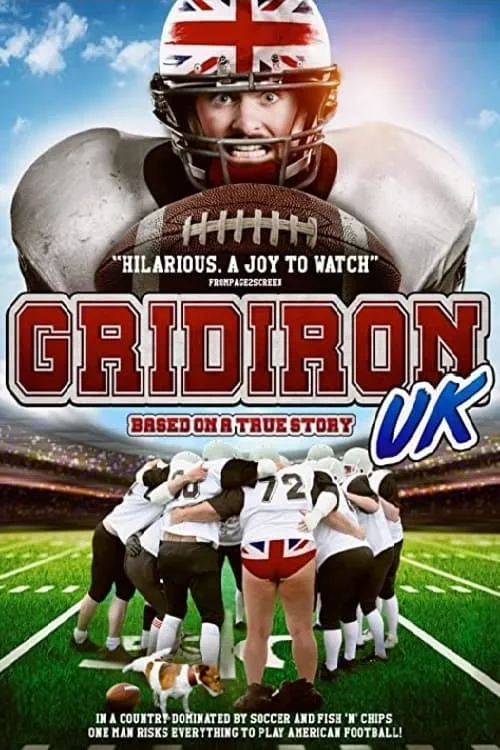 "HILARIOUS. A JOY TO WATCH"
FROMPAGE2SCREEN
GRIDIRON
UK
BASED ON A TRUE STORY
72
IN A COUNTRY DOMINATED BY SOCCER AND FISH 'N' CHIPS
ONE MAN RISKS EVERYTHING TO PLAY AMERICAN FOOTBALL!